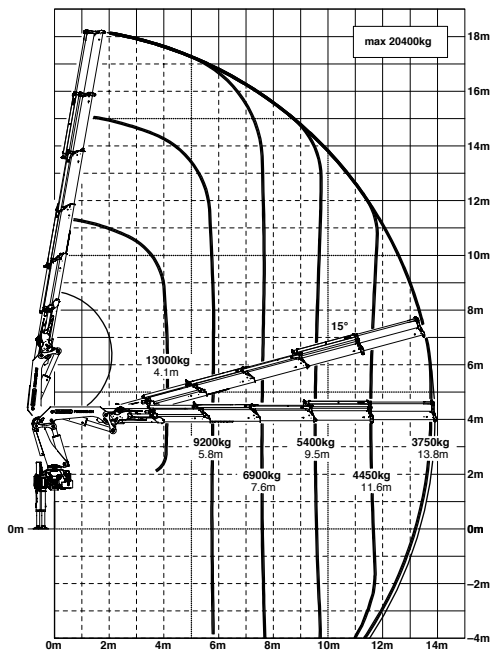 18m
max 20400kg
16m
14m
12m
10m
8m
15°
6m
13000kg
4.1m
4m
9200kg
5.8m
5400kg
9.5m
3750kg
13.8m
2m
6900kg
7.6m
4450kg
11.6m
0m
0m
–2m
–4m
0m
2m
4m
6m
8m
10m
12m
14m